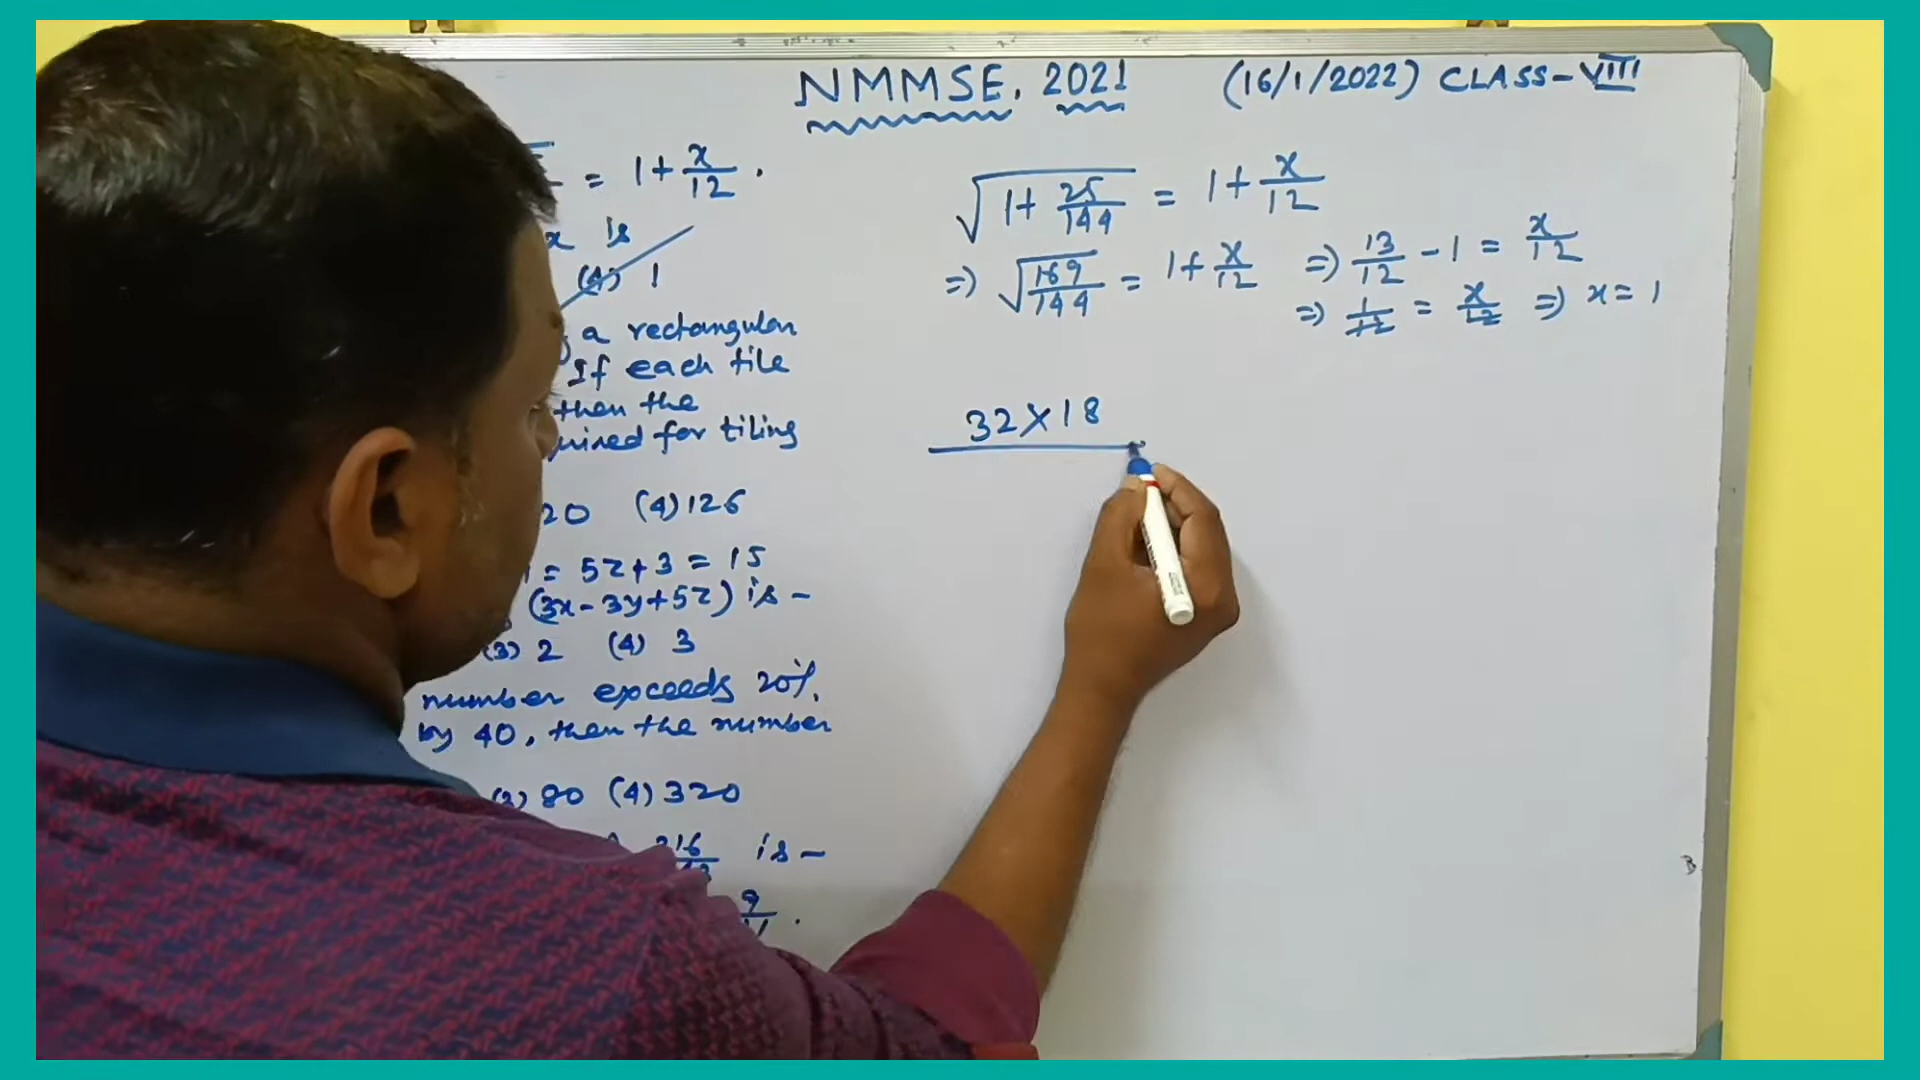 NMMSE. 2021 (16/1/2022) CLASS-VIII
= 1+x/12.
x is
(4) 1
a rectangular
If each tile
then the
for tiling
20 (4) 126
= 5z+3 = 15
(3x-3y+5z) is -
(3) 2 (4) 3
number exceeds 20%
by 40, then the number
(3) 80 (4) 320
is -
√(1+25/144) = 1+x/12
=> √(169/144) = 1+x/12 => 13/12 - 1 = x/12
=> 1/12 = x/12 => x = 1
32×18
B